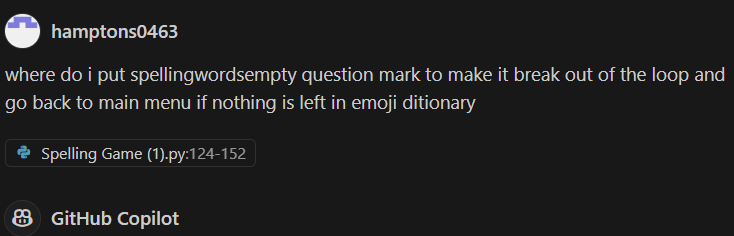 hamptons0463
where do i put spellingwordsempty question mark to make it break out of the loop and
go back to main menu if nothing is left in emoji ditionary
Spelling Game (1).py:124-152
GitHub Copilot